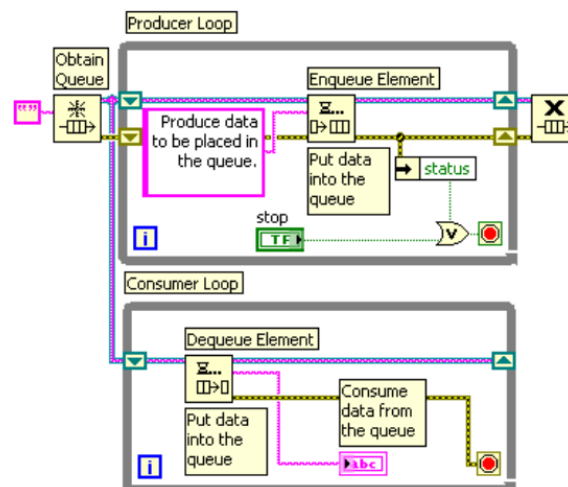 Producer Loop
Obtain
Queue
""
Produce data
to be placed in
the queue.
Enqueue Element
Put data
into the
queue
status
stop
TF
V
i
Consumer Loop
Dequeue Element
Put data
into the
queue
Consume
data from
the queue
abc
i